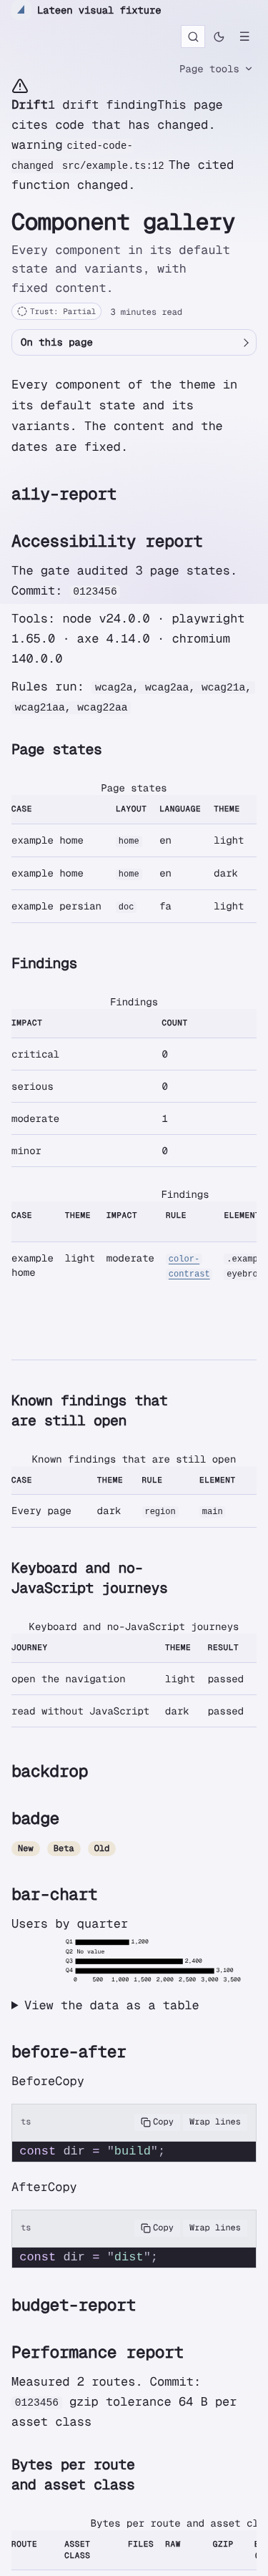 Lateen visual fixture
Page tools
Drift1 drift findingThis page
cites code that has changed.
warning cited-code-
changed src/example.ts:12 The cited
function changed.
Component gallery
Every component in its default
state and variants, with
fixed content.
Trust: Partial 3 minutes read
On this page
Every component of the theme in
its default state and its
variants. The content and the
dates are fixed.
a11y-report
Accessibility report
The gate audited 3 page states.
Commit: 0123456
Tools: node v24.0.0 · playwright
1.65.0 · axe 4.14.0 · chromium
140.0.0
Rules run: wcag2a, wcag2aa, wcag21a,
wcag21aa, wcag22aa
Page states
Page states
CASE LAYOUT LANGUAGE THEME
example home home en light
example home home en dark
example persian doc fa light
Findings
Findings
IMPACT COUNT
critical 0
serious 0
moderate 1
minor 0
Findings
CASE THEME IMPACT RULE
example light moderate color- .examp
home contrast eyebro
Known findings that
are still open
Known findings that are still open
CASE THEME RULE ELEMENT
Every page dark region main
Keyboard and no-
JavaScript journeys
Keyboard and no-JavaScript journeys
JOURNEY THEME RESULT
open the navigation light passed
read without JavaScript dark passed
backdrop
badge
New Beta Old
bar-chart
Users by quarter
Q1 1,200
Q2 No value
Q3 2,400
Q4 3,100
0 500 1,000 1,500 2,000 2,500 3,000 3,500
View the data as a table
before-after
BeforeCopy
ts Copy Wrap lines
const dir = "build";
AfterCopy
ts Copy Wrap lines
const dir = "dist";
budget-report
Performance report
Measured 2 routes. Commit:
0123456 gzip tolerance 64 B per
asset class
Bytes per route
and asset class
Bytes per route and asset cl
ROUTE ASSET FILES RAW GZIP
CLASS